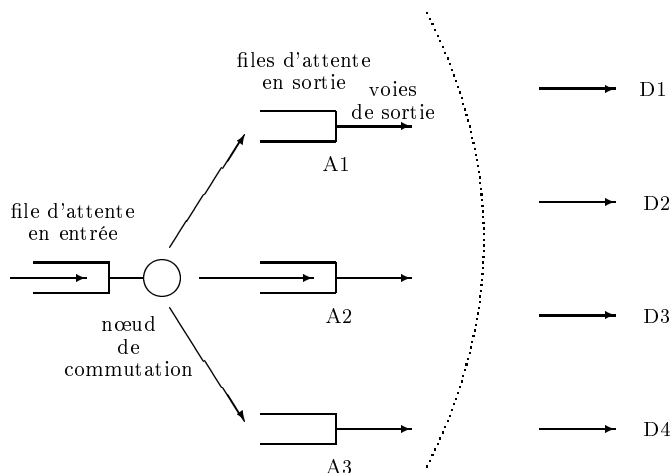 files d'attente
en sortie
voies
de sortie
A1
D1
D2
file d'attente
en entrée
A2
D3
nœud
de
commutation
A3
D4